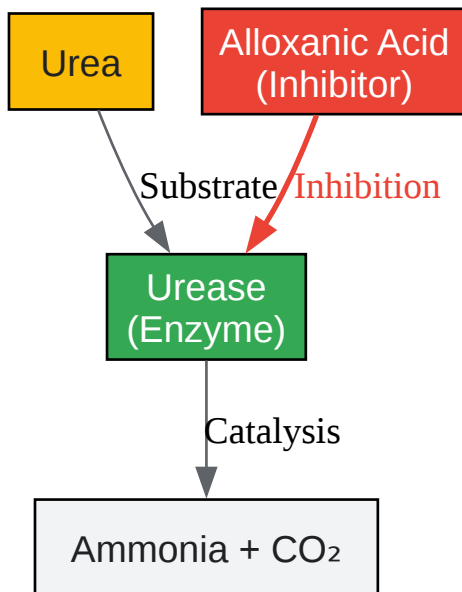 Urea
Alloxanic Acid
(Inhibitor)
Substrate
Inhibition
Urease
(Enzyme)
Catalysis
Ammonia + CO₂